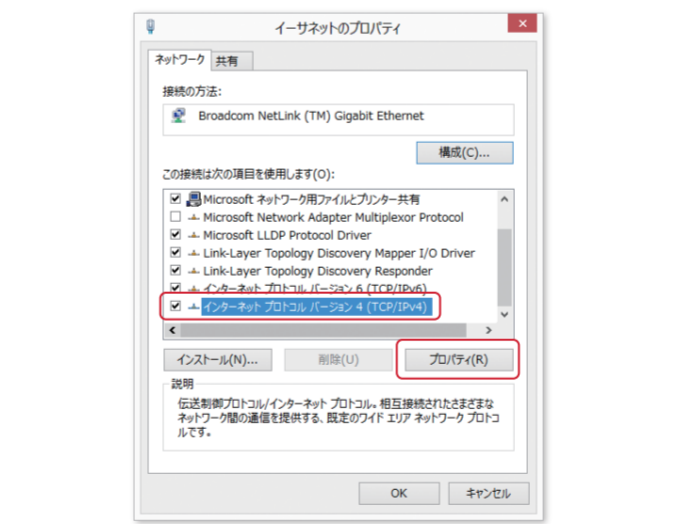 イーサネットのプロパティ
ネットワーク 共有
接続の方法:
Broadcom NetLink (TM) Gigabit Ethernet
構成(C)...
この接続は次の項目を使用します(O):
Microsoft ネットワーク用ファイルとプリンター共有
Microsoft Network Adapter Multiplexor Protocol
Microsoft LLDP Protocol Driver
Link-Layer Topology Discovery Mapper I/O Driver
Link-Layer Topology Discovery Responder
インターネット プロトコル バージョン 6 (TCP/IPv6)
インターネット プロトコル バージョン 4 (TCP/IPv4)
インストール(N)... 削除(U) プロパティ(R)
説明
伝送制御プロトコル/インターネット プロトコル。相互接続されたさまざまな
ネットワーク間の通信を提供する、既定のワイド エリア ネットワーク プロトコ
ルです。
OK キャンセル